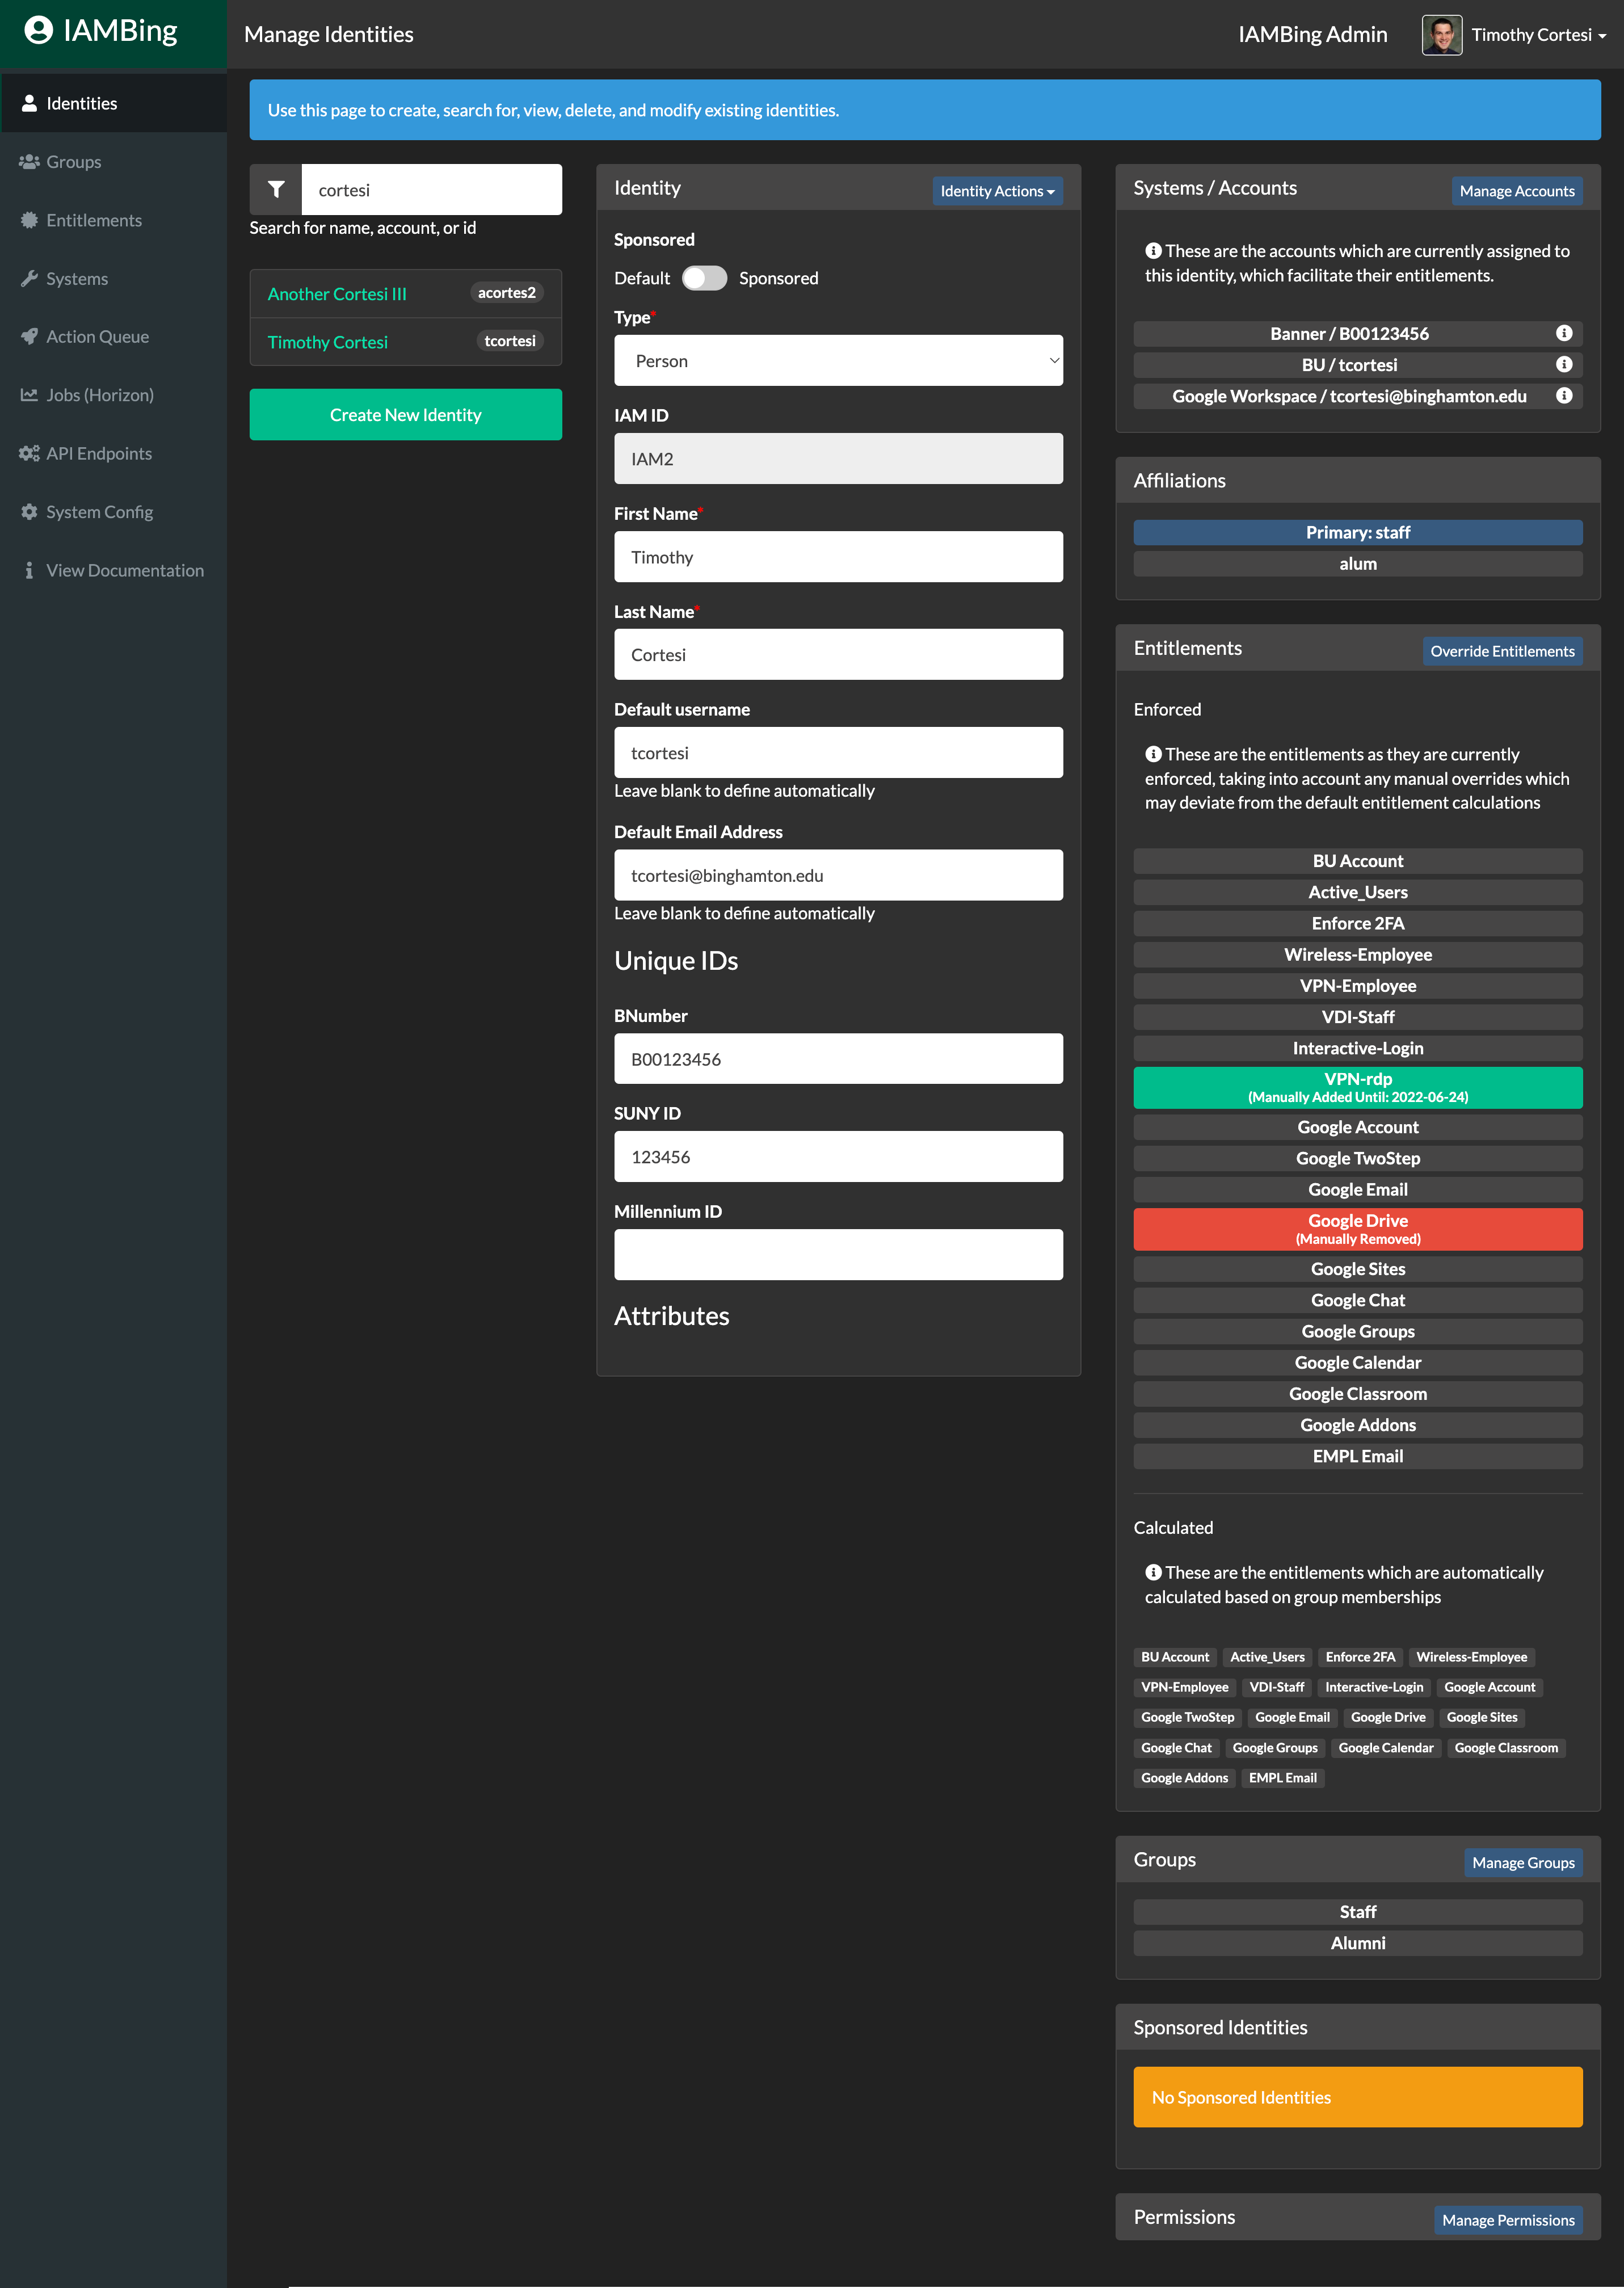 IAMBing
Manage Identities
IAMBing Admin
Timothy Cortesi
Identities
Groups
Entitlements
Systems
Action Queue
Jobs (Horizon)
API Endpoints
System Config
View Documentation
Use this page to create, search for, view, delete, and modify existing identities.
cortesi
Search for name, account, or id
Another Cortesi III acortes2
Timothy Cortesi tcortesi
Create New Identity
Identity
Identity Actions
Sponsored
Default Sponsored
Type*
Person
IAM ID
IAM2
First Name*
Timothy
Last Name*
Cortesi
Default username
tcortesi
Leave blank to define automatically
Default Email Address
tcortesi@binghamton.edu
Leave blank to define automatically
Unique IDs
BNumber
B00123456
SUNY ID
123456
Millennium ID
Attributes
Systems / Accounts
Manage Accounts
These are the accounts which are currently assigned to
this identity, which facilitate their entitlements.
Banner / B00123456
BU / tcortesi
Google Workspace / tcortesi@binghamton.edu
Affiliations
Primary: staff
alum
Entitlements
Override Entitlements
Enforced
These are the entitlements as they are currently
enforced, taking into account any manual overrides which
may deviate from the default entitlement calculations
BU Account
Active_Users
Enforce 2FA
Wireless-Employee
VPN-Employee
VDI-Staff
Interactive-Login
VPN-rdp
(Manually Added Until: 2022-06-24)
Google Account
Google TwoStep
Google Email
Google Drive
(Manually Removed)
Google Sites
Google Chat
Google Groups
Google Calendar
Google Classroom
Google Addons
EMPL Email
Calculated
These are the entitlements which are automatically
calculated based on group memberships
BU Account Active_Users Enforce 2FA Wireless-Employee
VPN-Employee VDI-Staff Interactive-Login Google Account
Google TwoStep Google Email Google Drive Google Sites
Google Chat Google Groups Google Calendar Google Classroom
Google Addons EMPL Email
Groups
Manage Groups
Staff
Alumni
Sponsored Identities
No Sponsored Identities
Permissions
Manage Permissions